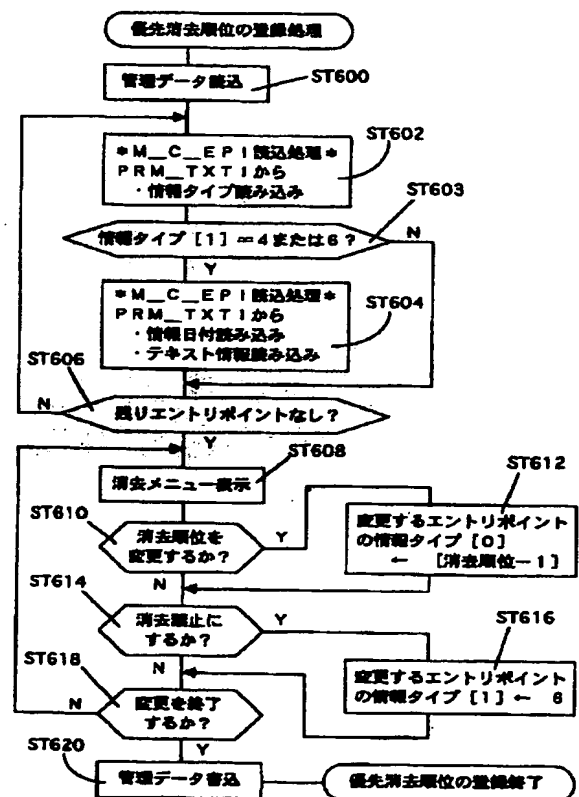 優先消去順位の登録処理
管理データ読込
ST600
*M__C__EPI読込処理*
PRM__TXT1から
・情報タイプ読み込み
ST602
情報タイプ [1] =4または6?
ST603
N
Y
*M__C__EPI読込処理*
PRM__TXT1から
・情報日付読み込み
・テキスト情報読み込み
ST604
ST606
残りエントリポイントなし?
N
Y
ST608
消去メニュー表示
ST610
消去順位を
変更するか?
Y
N
ST612
変更するエントリポイント
の情報タイプ [0]
← [消去順位-1]
ST614
消去禁止に
するか?
Y
N
ST616
変更するエントリポイント
の情報タイプ [1] ← 6
ST618
変更を終了
するか?
N
Y
ST620
管理データ書込
優先消去順位の登録終了